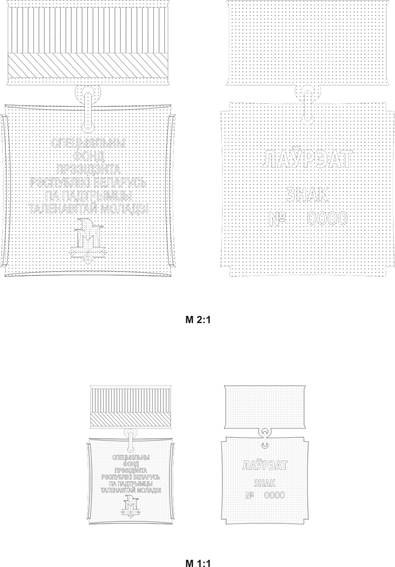 СПЕЦЫЯЛЬНЫ
ФОНД
ПРЭЗІДЭНТА
РЭСПУБЛІКІ БЕЛАРУСЬ
ПА ПАДТРЫМЦЫ
ТАЛЕНАВІТАЙ МОЛАДЗІ
М
ЛАЎРЭАТ
ЗНАК
№ 0000
М 2:1
СПЕЦЫЯЛЬНЫ
ФОНД
ПРЭЗІДЭНТА
РЭСПУБЛІКІ БЕЛАРУСЬ
ПА ПАДТРЫМЦЫ
ТАЛЕНАВІТАЙ МОЛАДЗІ
М
ЛАЎРЭАТ
ЗНАК
№ 0000
М 1:1